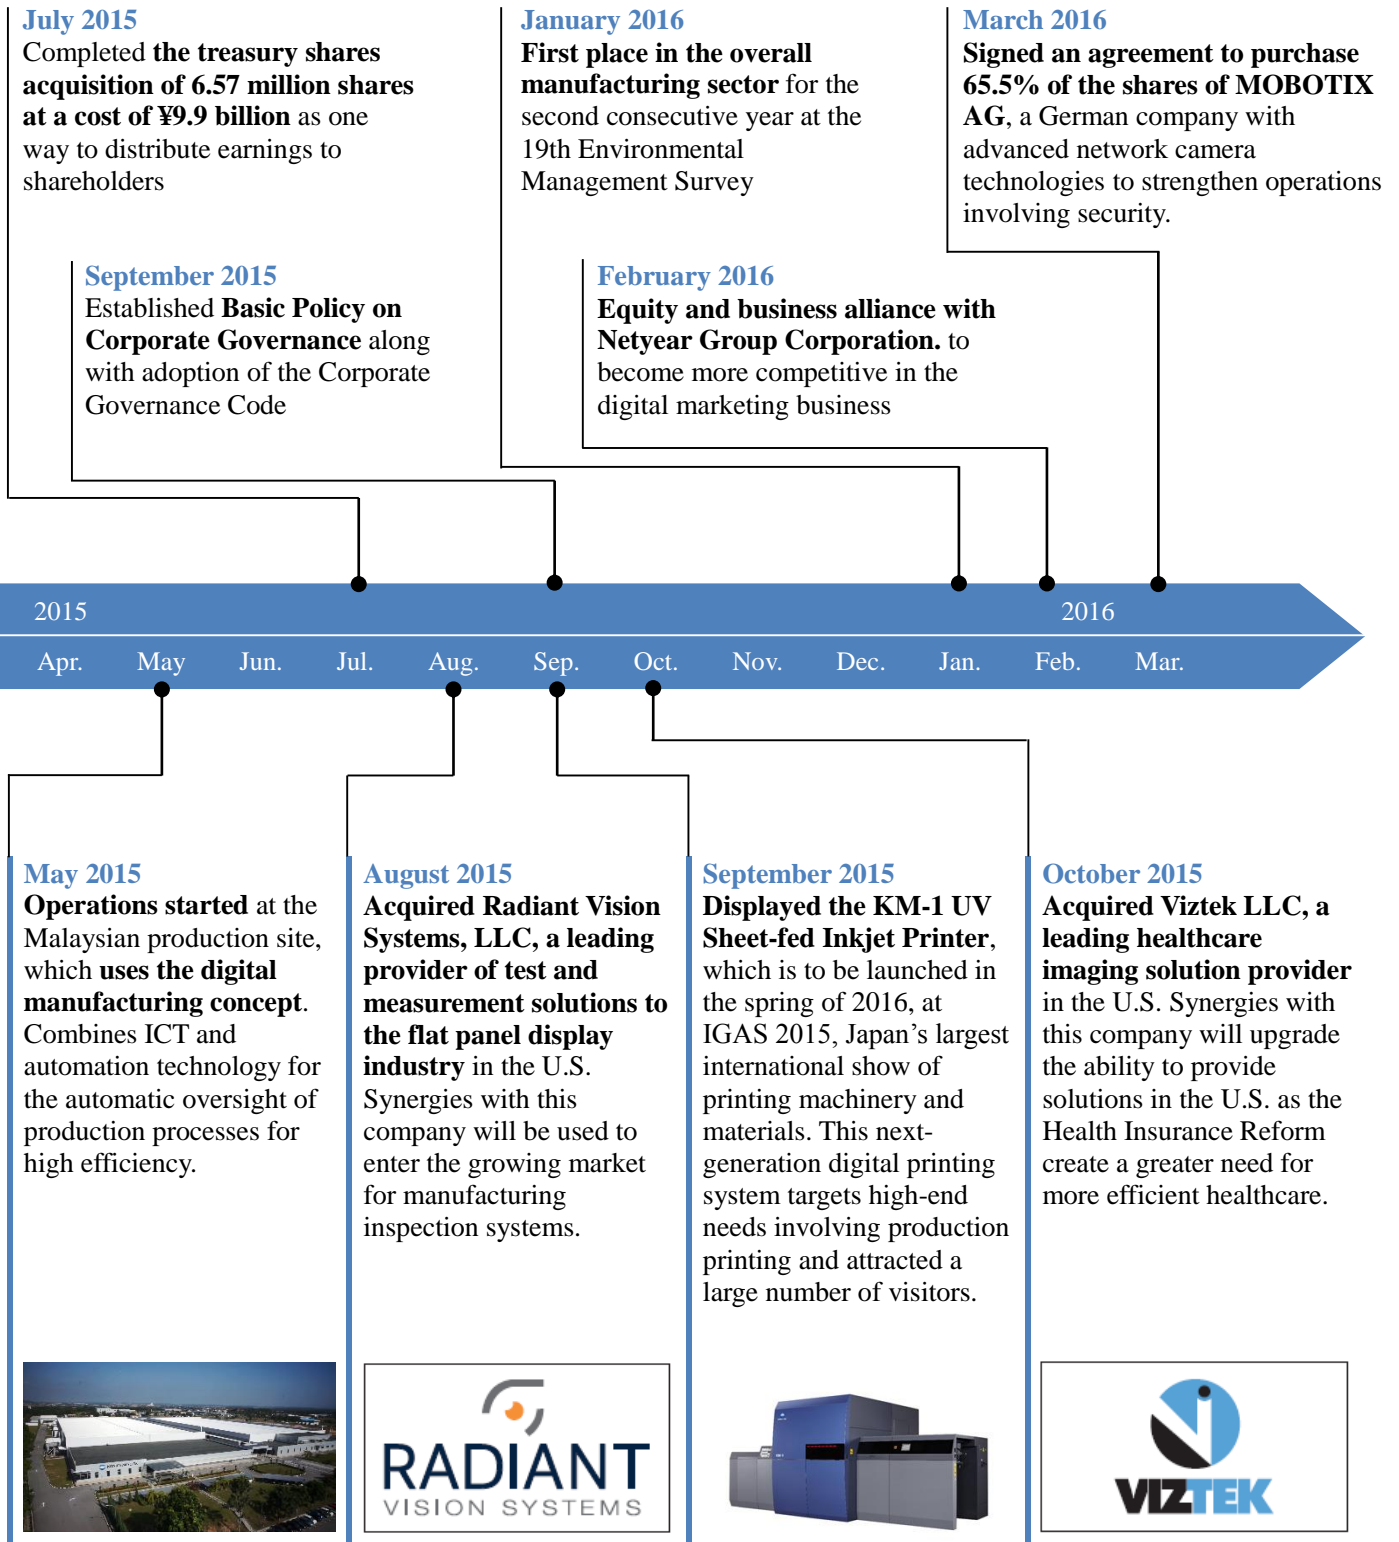 July 2015
Completed the treasury shares
acquisition of 6.57 million shares
at a cost of ¥9.9 billion as one
way to distribute earnings to
shareholders
January 2016
First place in the overall
manufacturing sector for the
second consecutive year at the
19th Environmental
Management Survey
March 2016
Signed an agreement to purchase
65.5% of the shares of MOBOTIX
AG, a German company with
advanced network camera
technologies to strengthen operations
involving security.
September 2015
Established Basic Policy on
Corporate Governance along
with adoption of the Corporate
Governance Code
February 2016
Equity and business alliance with
Netyear Group Corporation. to
become more competitive in the
digital marketing business
2015 2016
Apr. May Jun. Jul. Aug. Sep. Oct. Nov. Dec. Jan. Feb. Mar.
May 2015
Operations started at the
Malaysian production site,
which uses the digital
manufacturing concept.
Combines ICT and
automation technology for
the automatic oversight of
production processes for
high efficiency.
August 2015
Acquired Radiant Vision
Systems, LLC, a leading
provider of test and
measurement solutions to
the flat panel display
industry in the U.S.
Synergies with this
company will be used to
enter the growing market
for manufacturing
inspection systems.
RADIANT
VISION SYSTEMS
September 2015
Displayed the KM-1 UV
Sheet-fed Inkjet Printer,
which is to be launched in
the spring of 2016, at
IGAS 2015, Japan’s largest
international show of
printing machinery and
materials. This next-
generation digital printing
system targets high-end
needs involving production
printing and attracted a
large number of visitors.
October 2015
Acquired Viztek LLC, a
leading healthcare
imaging solution provider
in the U.S. Synergies with
this company will upgrade
the ability to provide
solutions in the U.S. as the
Health Insurance Reform
create a greater need for
more efficient healthcare.
VIZTEK